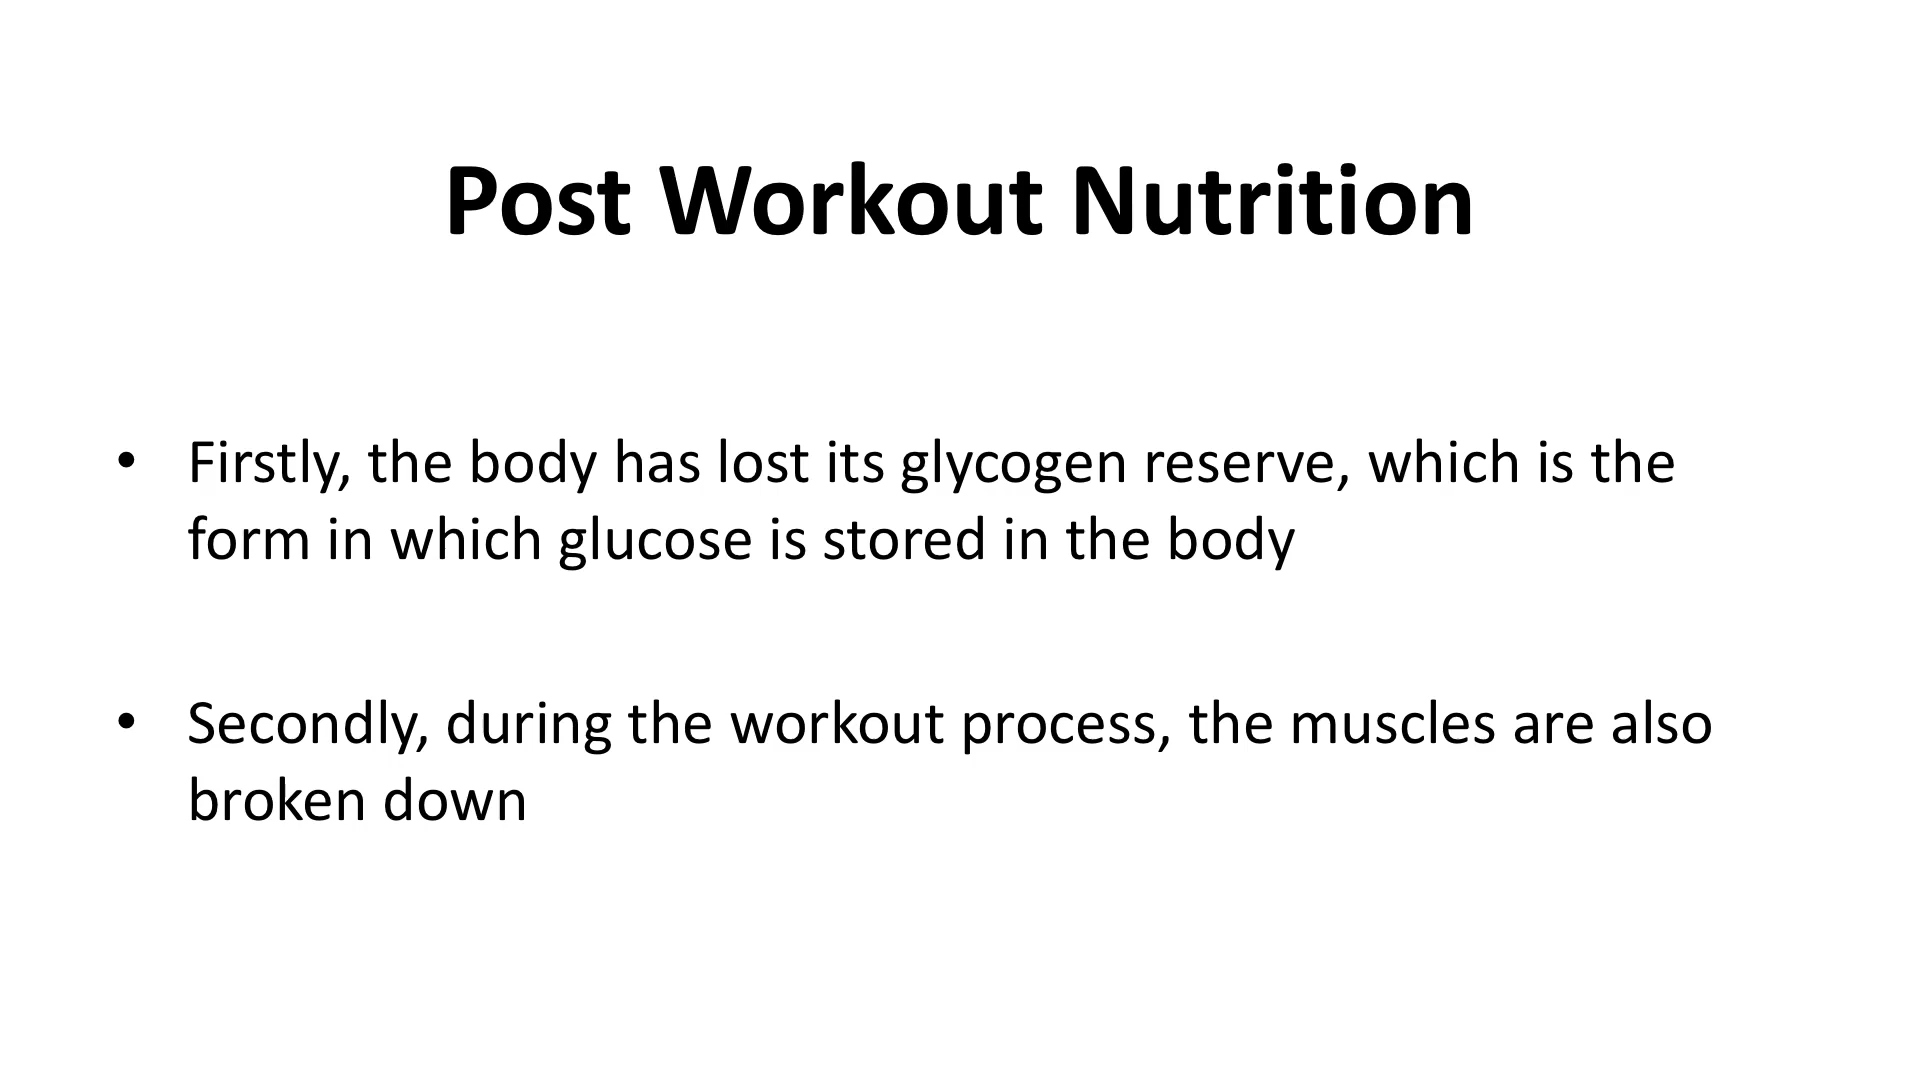 Post Workout Nutrition
• Firstly, the body has lost its glycogen reserve, which is the
form in which glucose is stored in the body
• Secondly, during the workout process, the muscles are also
broken down